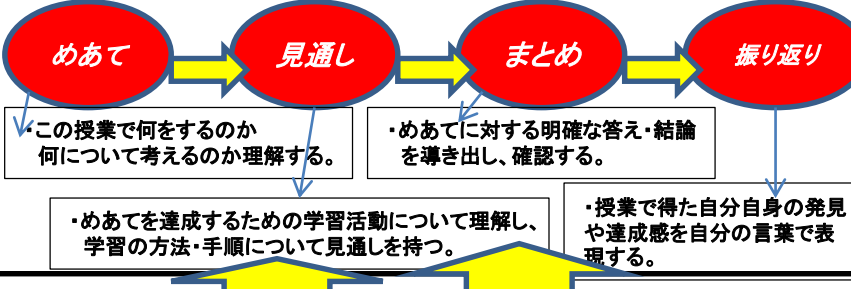 めあて
見通し
まとめ
振り返り
・この授業で何をするのか
何について考えるのか理解する。
・めあてに対する明確な答え・結論
を導き出し、確認する。
・めあてを達成するための学習活動について理解し、
学習の方法・手順について見通しを持つ。
・授業で得た自分自身の発見
や達成感を自分の言葉で表
現する。